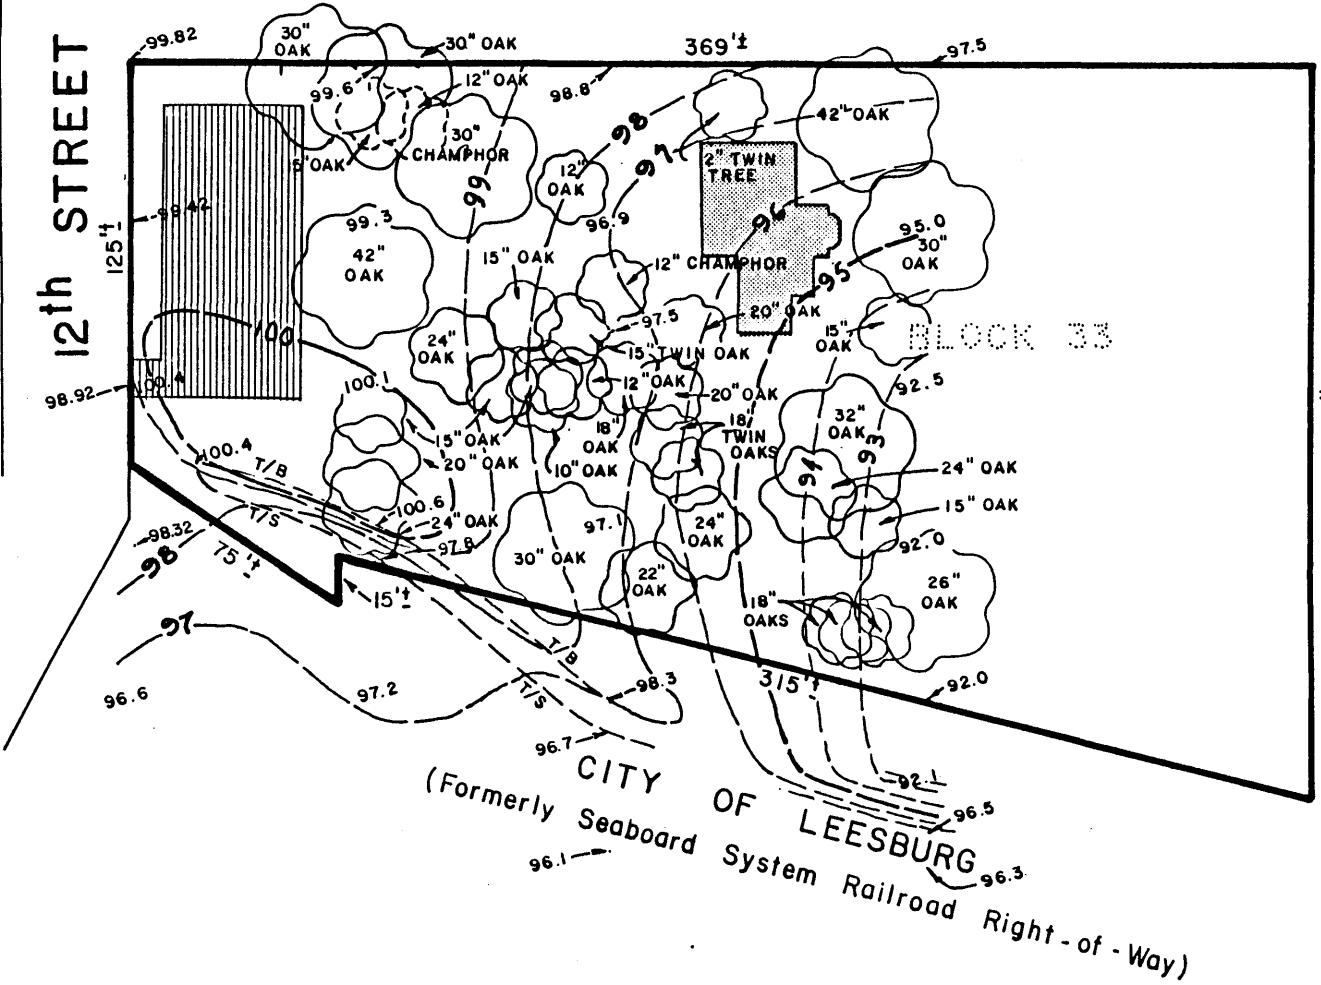 12th STREET
125'±
99.82
30"
OAK
30" OAK
369'±
97.5
99.6
12" OAK
98.8
42" OAK
5" OAK
30"
CHAMPHOR
98
97
2" TWIN
TREE
12"
OAK
99
99.42
99.3
96.9
96
95.0
30"
OAK
42"
OAK
15" OAK
12" CHAMPHOR
95
100
97.5
20" OAK
15"
OAK
BLOCK 33
24"
OAK
15" TWIN OAK
98.92
100.4
100.1
12" OAK
20" OAK
92.5
15" OAK
18"
OAK
18"
TWIN
OAKS
32"
OAK
93
94
100.4
T/B
20" OAK
10" OAK
24" OAK
T/S
100.6
24" OAK
97.1
24"
OAK
15" OAK
98.32
98
75'±
97.8
30" OAK
92.0
22"
OAK
26"
OAK
15'±
18"
OAKS
97
T/B
T/S
98.3
315'±
92.0
96.6
97.2
96.7
92.1
96.5
CITY OF LEESBURG
(Formerly Seaboard System Railroad Right-of-Way)
96.1
96.3